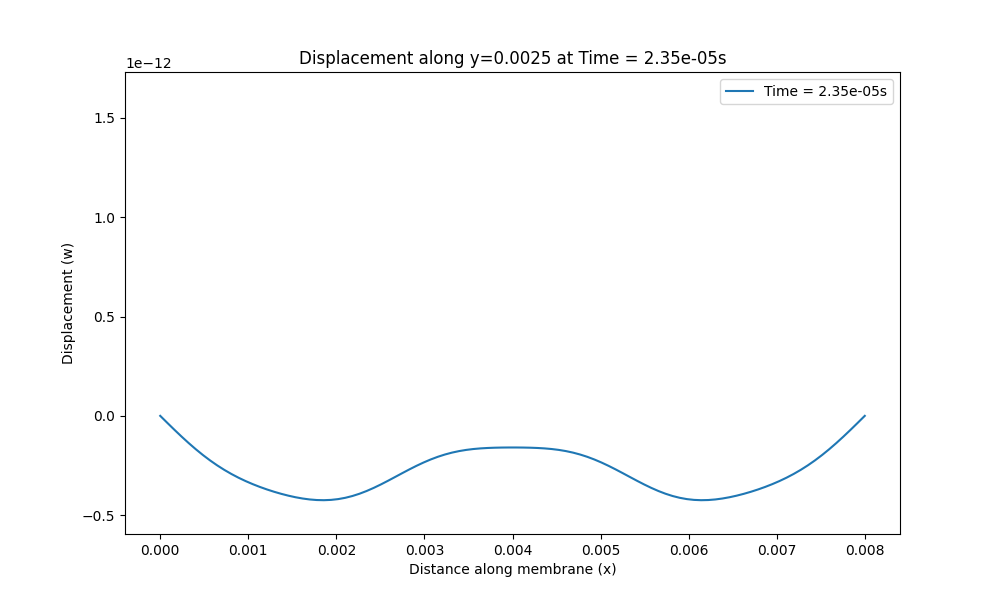 Displacement along y=0.0025 at Time = 2.35e-05s
1e−12
Time = 2.35e-05s
1.5
1.0
0.5
0.0
−0.5
Displacement (w)
0.000 0.001 0.002 0.003 0.004 0.005 0.006 0.007 0.008
Distance along membrane (x)